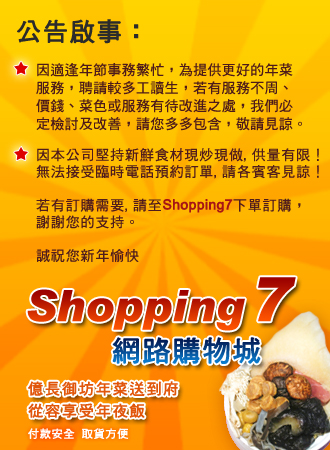 公告啟事：
因適逢年節事務繁忙，為提供更好的年菜
服務，聘請較多工讀生，若有服務不周、
價錢、菜色或服務有待改進之處，我們必
定檢討及改善，請您多多包含，敬請見諒。
因本公司堅持新鮮食材現炒現做, 供量有限！
無法接受臨時電話預約訂單, 請各賓客見諒！
若有訂購需要, 請至Shopping7下單訂購，
謝謝您的支持。
誠祝您新年愉快
Shopping 7
網路購物城
億長御坊年菜送到府
從容享受年夜飯
付款安全 取貨方便